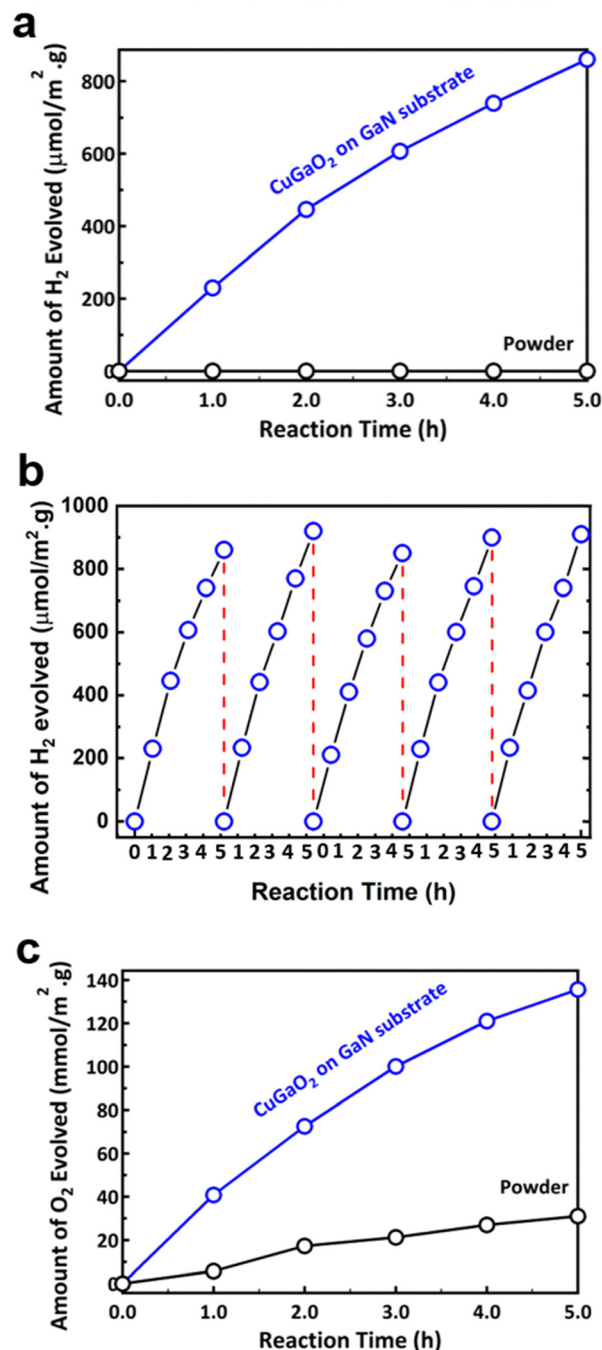 a
Amount of H2 Evolved (μmol/m2.g)
800
600
400
200
0
CuGaO2 on GaN substrate
Powder
0.0 1.0 2.0 3.0 4.0 5.0
Reaction Time (h)
b
Amount of H2 evolved (μmol/m2.g)
1000
800
600
400
200
0
0 1 2 3 4 5 1 2 3 4 5 0 1 2 3 4 5 1 2 3 4 5 1 2 3 4 5
Reaction Time (h)
c
Amount of O2 Evolved (mmol/m2.g)
140
120
100
80
60
40
20
0
CuGaO2 on GaN substrate
Powder
0.0 1.0 2.0 3.0 4.0 5.0
Reaction Time (h)